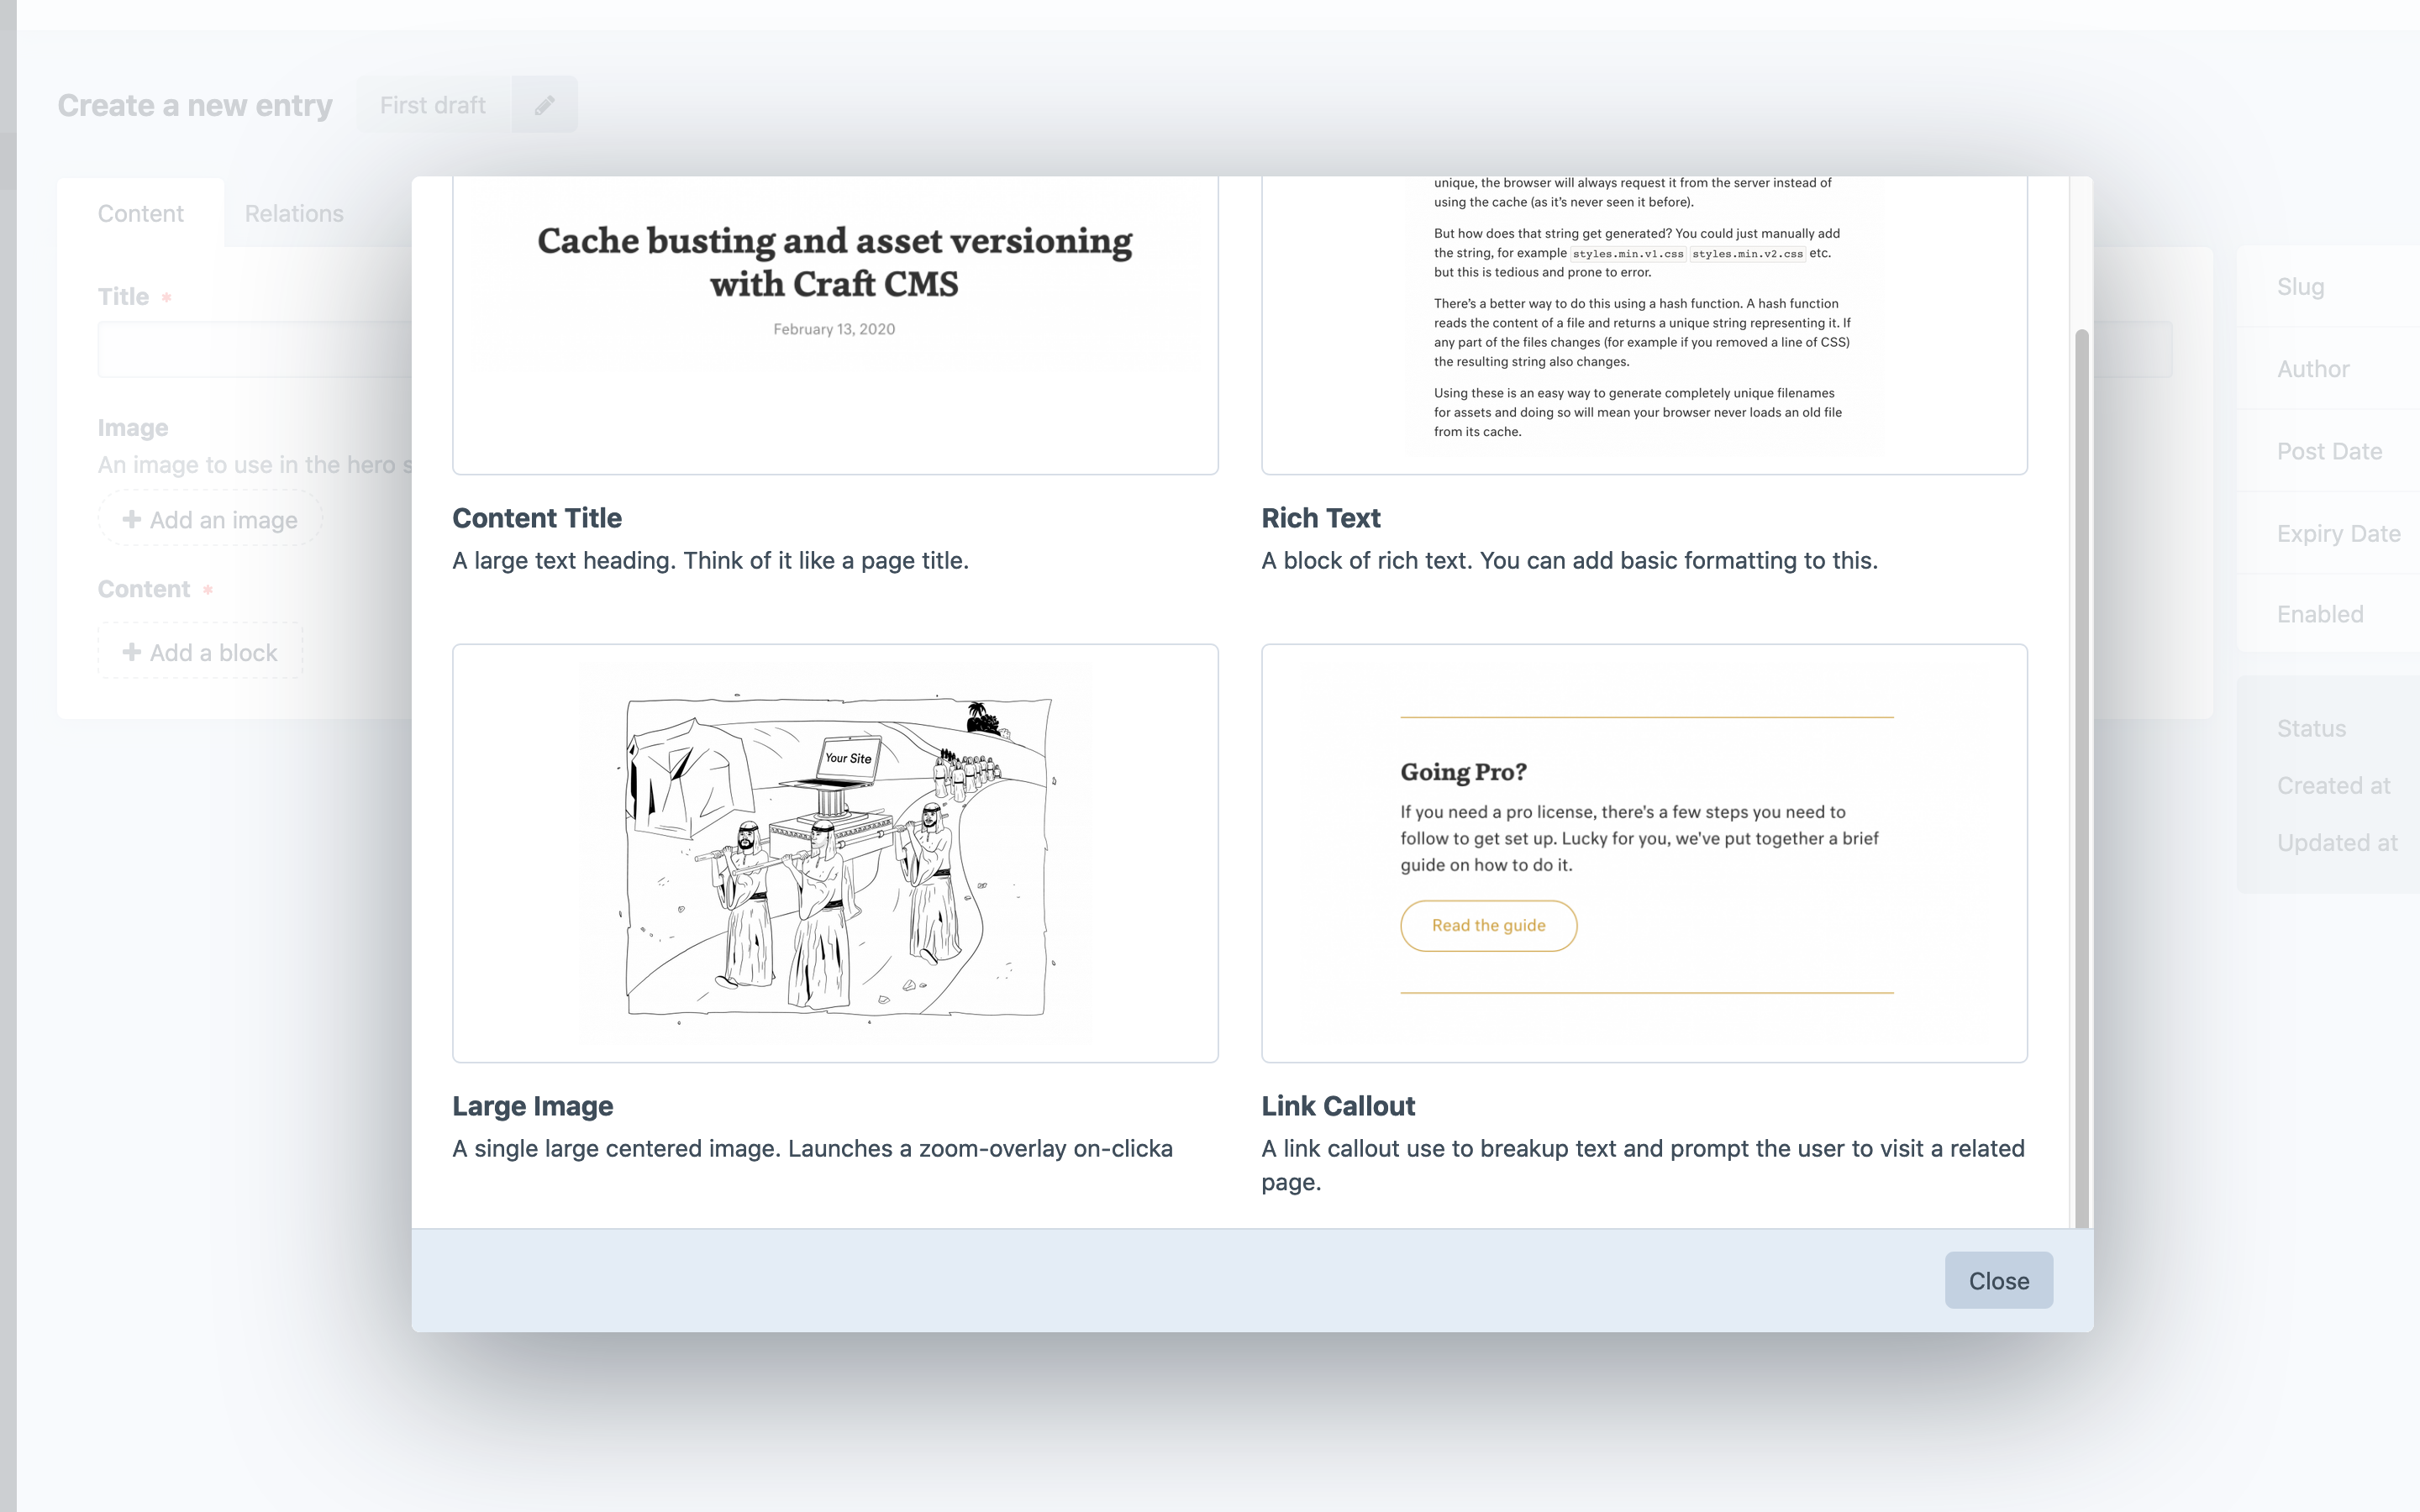 Create a new entry
First draft
Content
Relations
Title *
Image
An image to use in the hero s
Add an image
Content *
Add a block
Cache busting and asset versioning
with Craft CMS
February 13, 2020
Content Title
A large text heading. Think of it like a page title.
unique, the browser will always request it from the server instead of
using the cache (as it's never seen it before).
But how does that string get generated? You could just manually add
the string, for example styles.min.v1.css styles.min.v2.css etc.
but this is tedious and prone to error.
There's a better way to do this using a hash function. A hash function
reads the content of a file and returns a unique string representing it. If
any part of the files changes (for example if you removed a line of CSS)
the resulting string also changes.
Using these is an easy way to generate completely unique filenames
for assets and doing so will mean your browser never loads an old file
from its cache.
Rich Text
A block of rich text. You can add basic formatting to this.
Your Site
Large Image
A single large centered image. Launches a zoom-overlay on-clicka
Going Pro?
If you need a pro license, there's a few steps you need to
follow to get set up. Lucky for you, we've put together a brief
guide on how to do it.
Read the guide
Link Callout
A link callout use to breakup text and prompt the user to visit a related
page.
Close
Slug
Author
Post Date
Expiry Date
Enabled
Status
Created at
Updated at